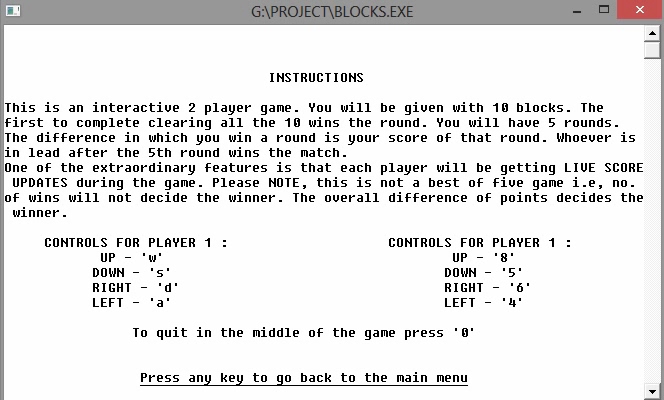 G:\PROJECT\BLOCKS.EXE
INSTRUCTIONS
This is an interactive 2 player game. You will be given with 10 blocks. The
first to complete clearing all the 10 wins the round. You will have 5 rounds.
The difference in which you win a round is your score of that round. Whoever is
in lead after the 5th round wins the match.
One of the extraordinary features is that each player will be getting LIVE SCORE
UPDATES during the game. Please NOTE, this is not a best of five game i.e, no.
of wins will not decide the winner. The overall difference of points decides the
winner.
CONTROLS FOR PLAYER 1 : CONTROLS FOR PLAYER 1 :
UP - 'w' UP - '8'
DOWN - 's' DOWN - '5'
RIGHT - 'd' RIGHT - '6'
LEFT - 'a' LEFT - '4'
To quit in the middle of the game press '0'
Press any key to go back to the main menu